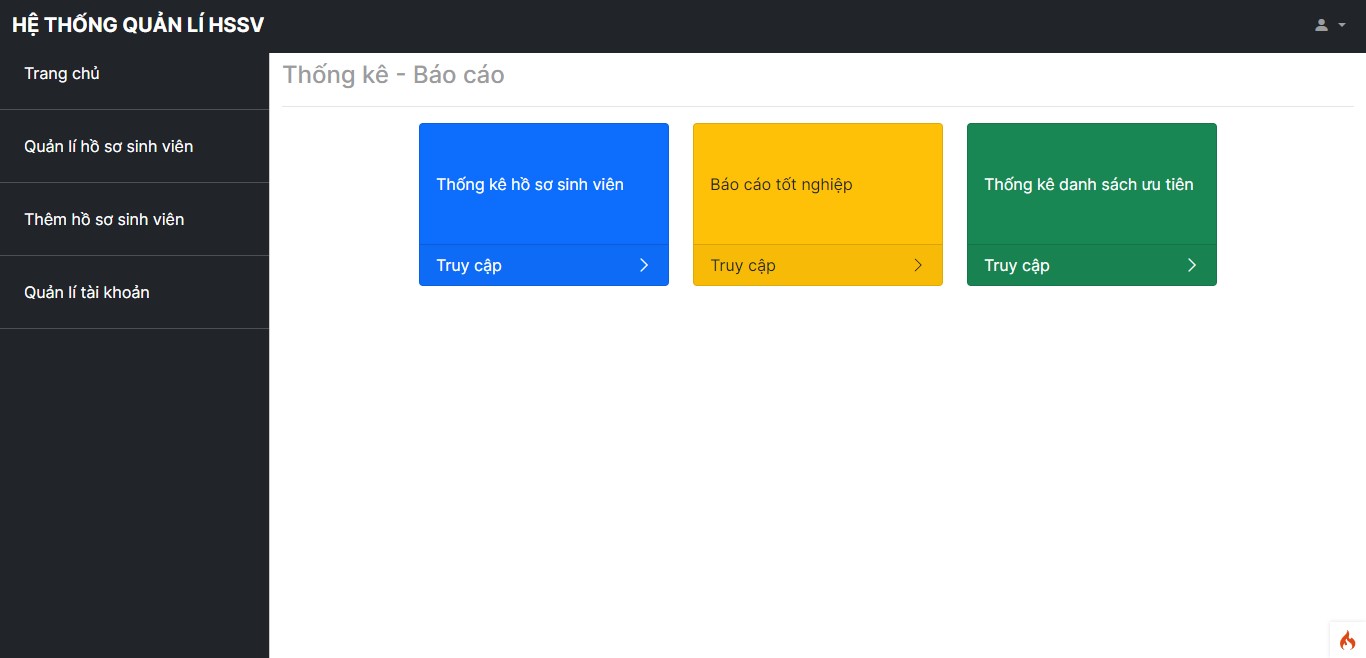 HỆ THỐNG QUẢN LÍ HSSV
Trang chủ
Quản lí hồ sơ sinh viên
Thêm hồ sơ sinh viên
Quản lí tài khoản
Thống kê - Báo cáo
Thống kê hồ sơ sinh viên
Truy cập
Báo cáo tốt nghiệp
Truy cập
Thống kê danh sách ưu tiên
Truy cập